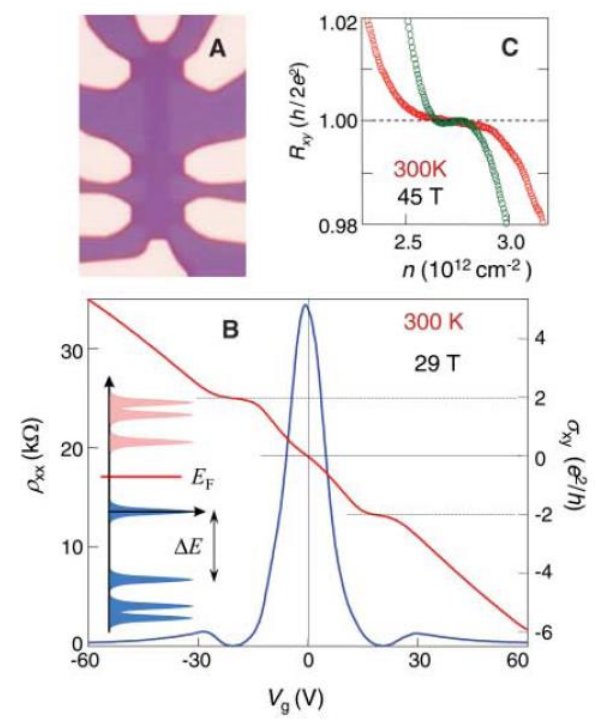 A
1.02
C
1.00
R_xy (h/2e²)
300K
45 T
0.98
2.5
3.0
n (10¹² cm⁻²)
B
300 K
29 T
30
20
10
0
ρ_xx (kΩ)
4
2
0
-2
-4
-6
σ_xy (e²/h)
E_F
ΔE
-60
-30
0
30
60
V_g (V)